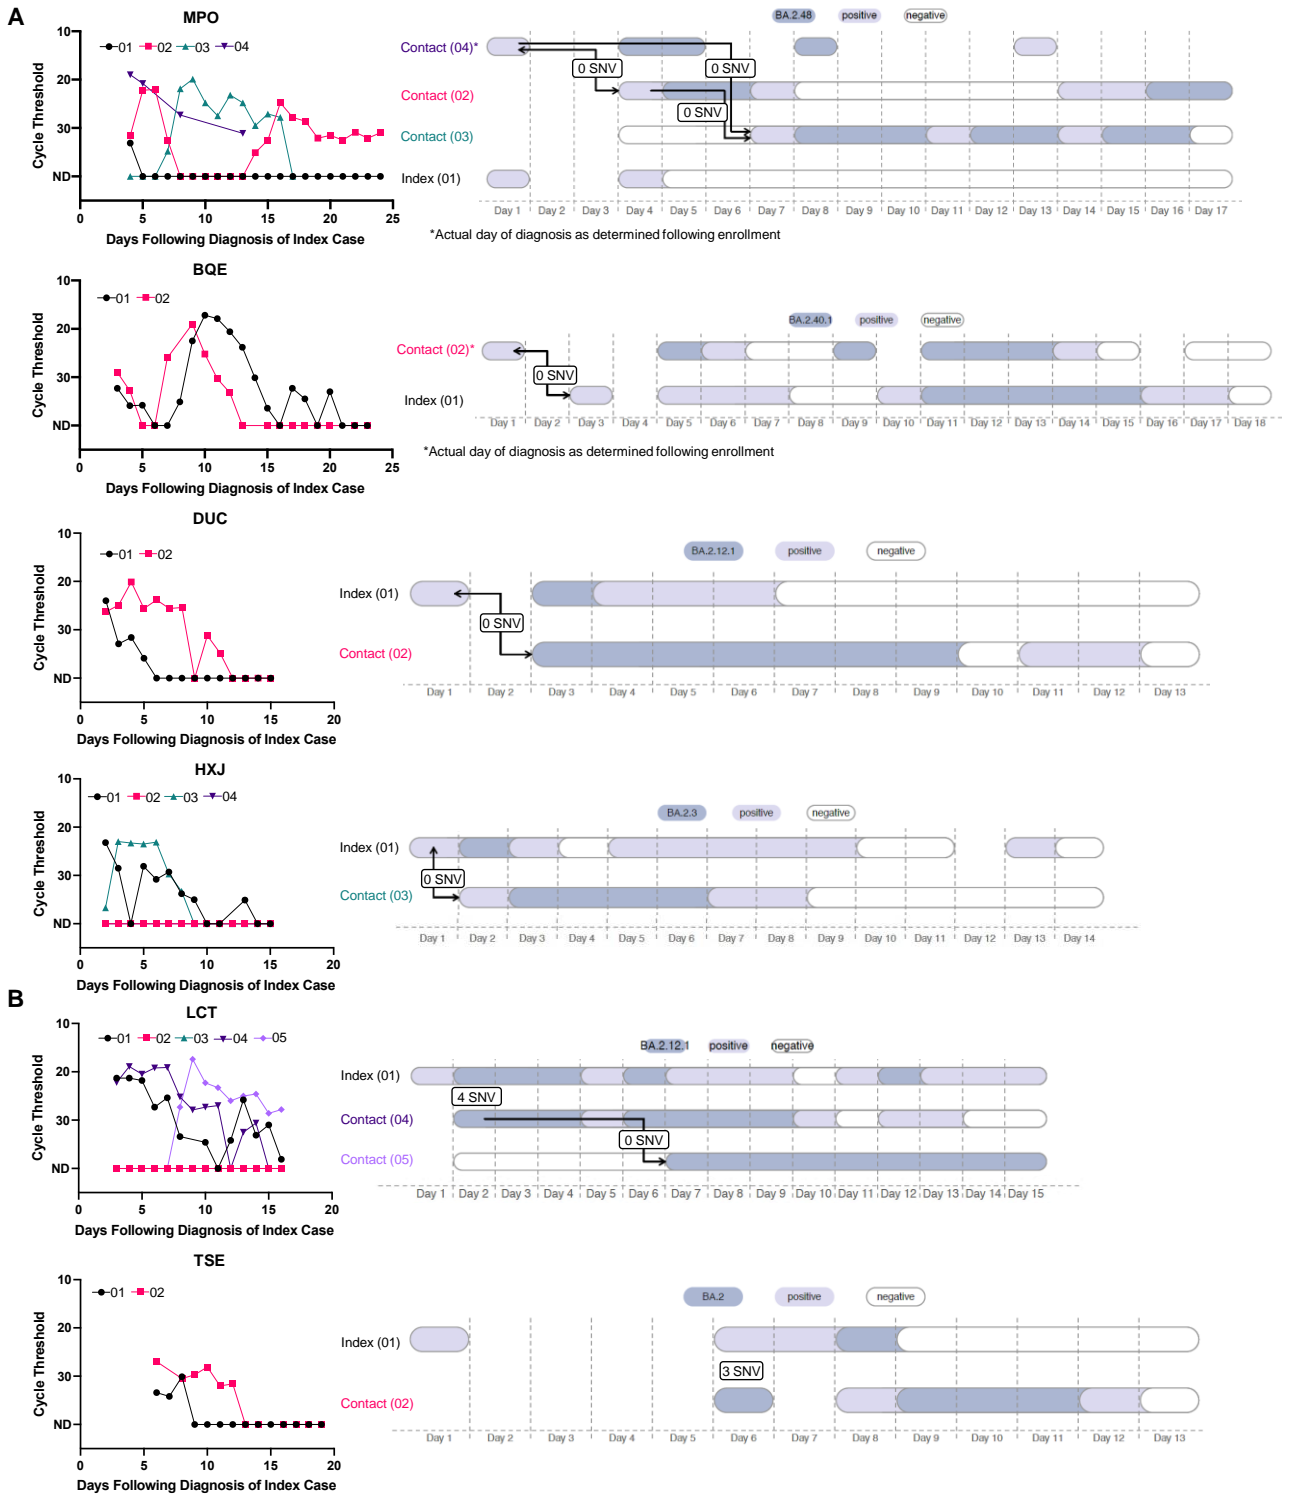 A
MPO
01 02 03 04
Cycle Threshold
10
20
30
ND
0 5 10 15 20 25
Days Following Diagnosis of Index Case
BA.2.48 positive negative
Contact (04)*
Contact (02)
Contact (03)
Index (01)
0 SNV 0 SNV
0 SNV
Day 1 Day 2 Day 3 Day 4 Day 5 Day 6 Day 7 Day 8 Day 9 Day 10 Day 11 Day 12 Day 13 Day 14 Day 15 Day 16 Day 17
*Actual day of diagnosis as determined following enrollment
BQE
01 02
Cycle Threshold
10
20
30
ND
0 5 10 15 20 25
Days Following Diagnosis of Index Case
BA.2.40.1 positive negative
Contact (02)*
0 SNV
Index (01)
Day 1 Day 2 Day 3 Day 4 Day 5 Day 6 Day 7 Day 8 Day 9 Day 10 Day 11 Day 12 Day 13 Day 14 Day 15 Day 16 Day 17 Day 18
*Actual day of diagnosis as determined following enrollment
DUC
01 02
Cycle Threshold
10
20
30
ND
0 5 10 15 20
Days Following Diagnosis of Index Case
BA.2.12.1 positive negative
Index (01)
0 SNV
Contact (02)
Day 1 Day 2 Day 3 Day 4 Day 5 Day 6 Day 7 Day 8 Day 9 Day 10 Day 11 Day 12 Day 13
HXJ
01 02 03 04
Cycle Threshold
10
20
30
ND
0 5 10 15 20
Days Following Diagnosis of Index Case
BA.2.3 positive negative
Index (01)
0 SNV
Contact (03)
Day 1 Day 2 Day 3 Day 4 Day 5 Day 6 Day 7 Day 8 Day 9 Day 10 Day 11 Day 12 Day 13 Day 14
B
LCT
01 02 03 04 05
Cycle Threshold
10
20
30
ND
0 5 10 15 20
Days Following Diagnosis of Index Case
BA.2.12.1 positive negative
Index (01)
4 SNV
Contact (04)
0 SNV
Contact (05)
Day 1 Day 2 Day 3 Day 4 Day 5 Day 6 Day 7 Day 8 Day 9 Day 10 Day 11 Day 12 Day 13 Day 14 Day 15
TSE
01 02
Cycle Threshold
10
20
30
ND
0 5 10 15 20
Days Following Diagnosis of Index Case
BA.2 positive negative
Index (01)
3 SNV
Contact (02)
Day 1 Day 2 Day 3 Day 4 Day 5 Day 6 Day 7 Day 8 Day 9 Day 10 Day 11 Day 12 Day 13